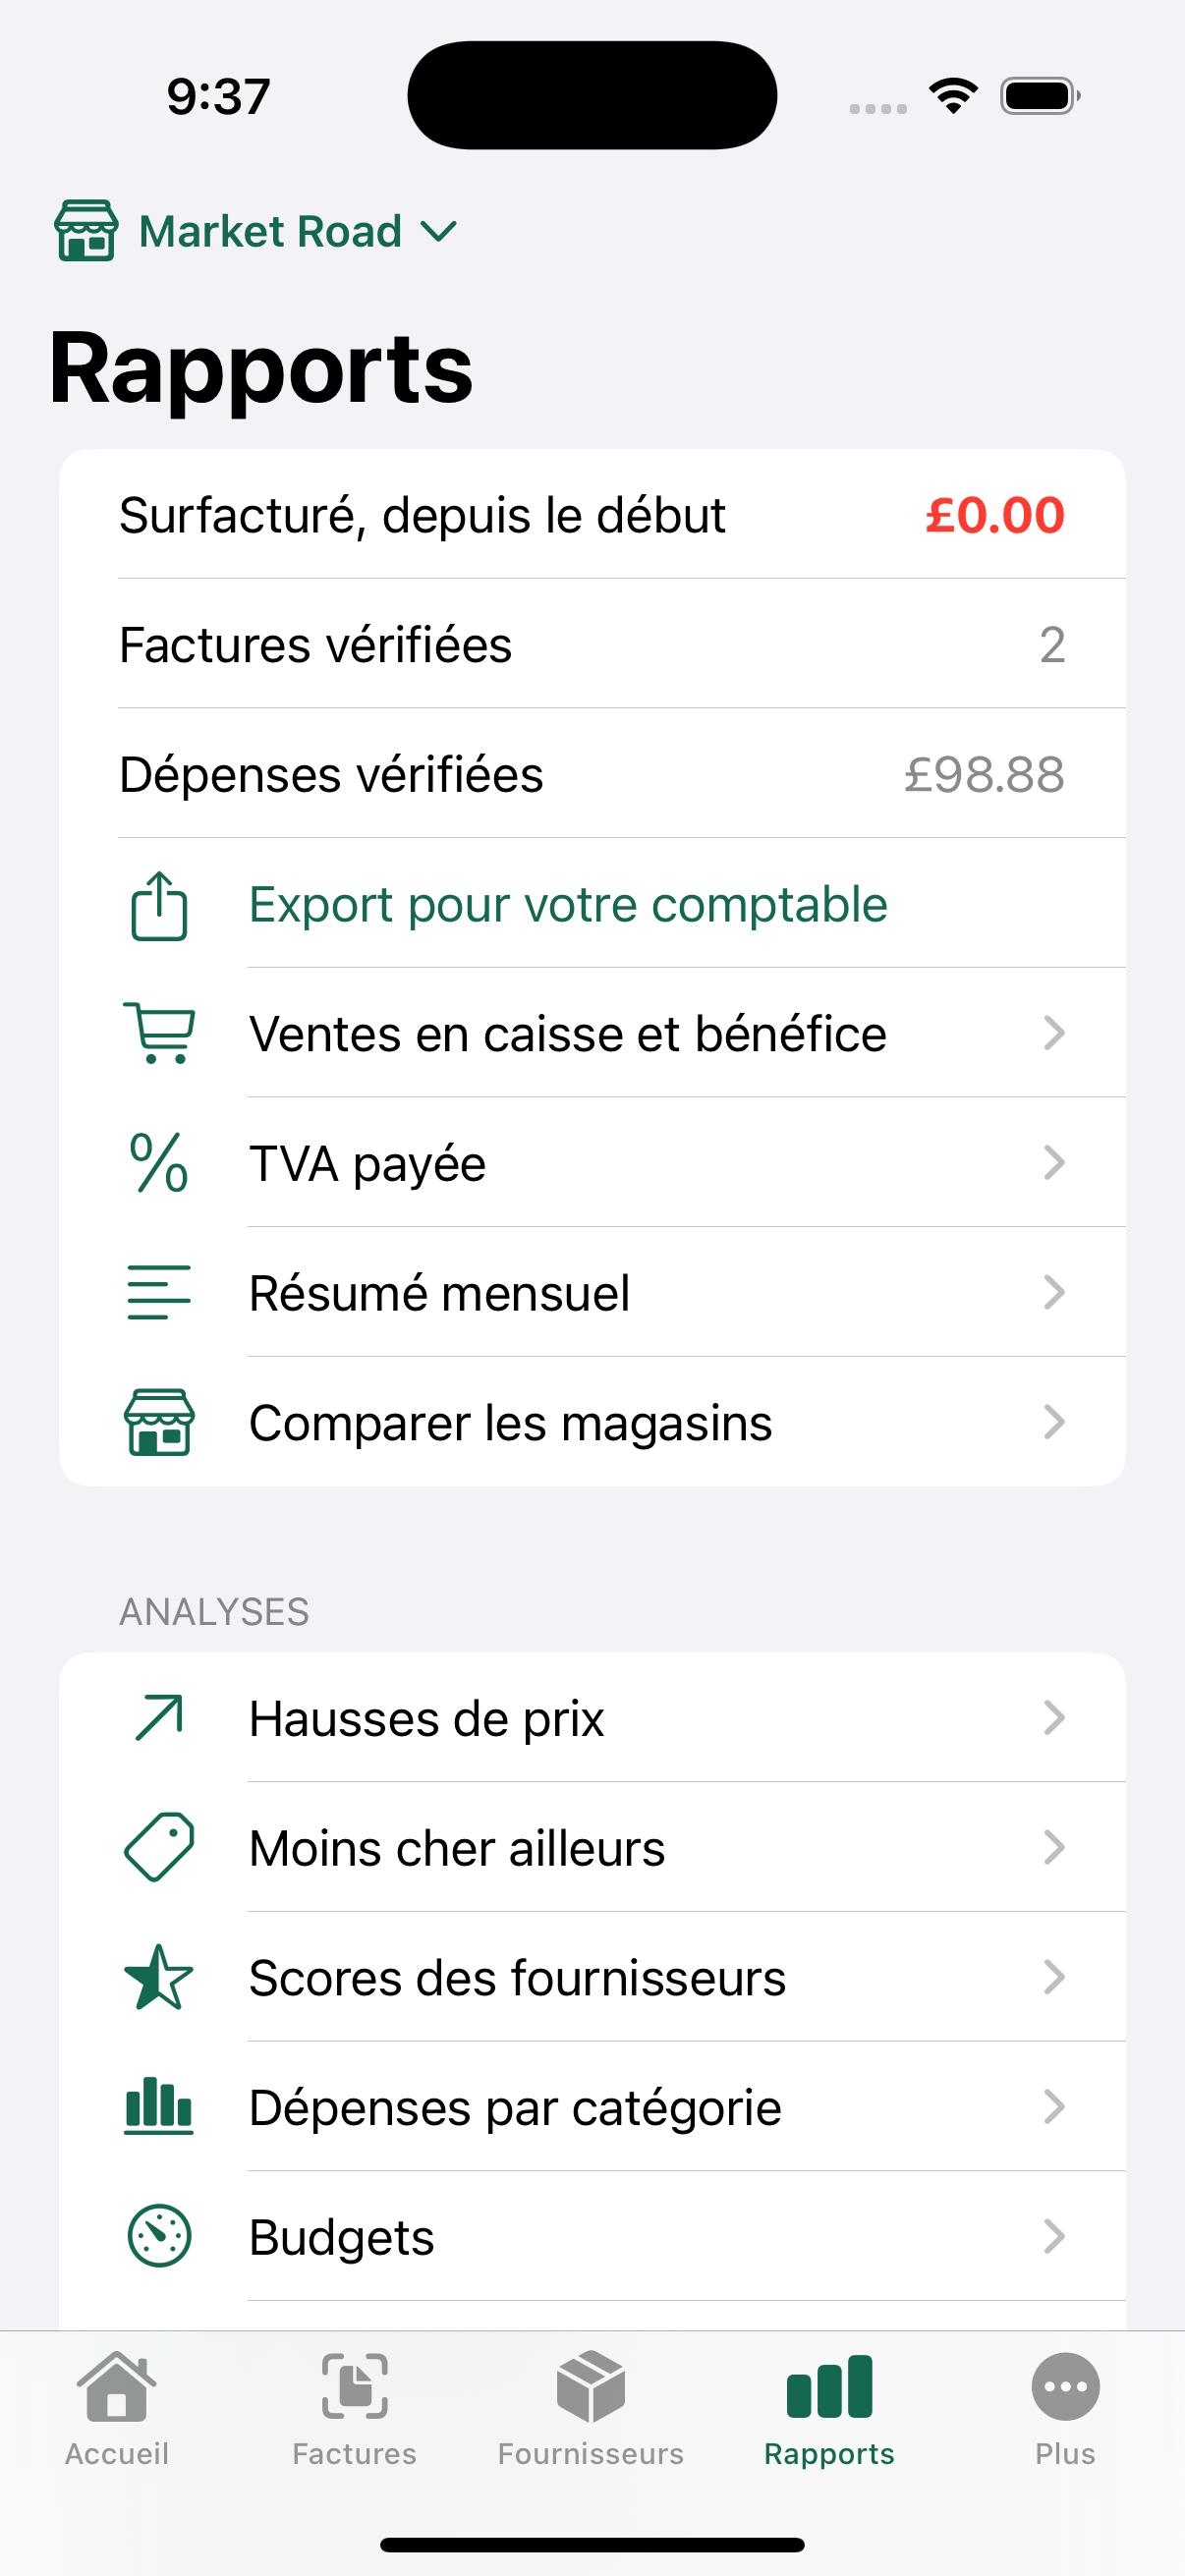 9:37
Market Road
Rapports
Surfacturé, depuis le début £0.00
Factures vérifiées 2
Dépenses vérifiées £98.88
Export pour votre comptable
Ventes en caisse et bénéfice
TVA payée
Résumé mensuel
Comparer les magasins
ANALYSES
Hausses de prix
Moins cher ailleurs
Scores des fournisseurs
Dépenses par catégorie
Budgets
Accueil Factures Fournisseurs Rapports Plus